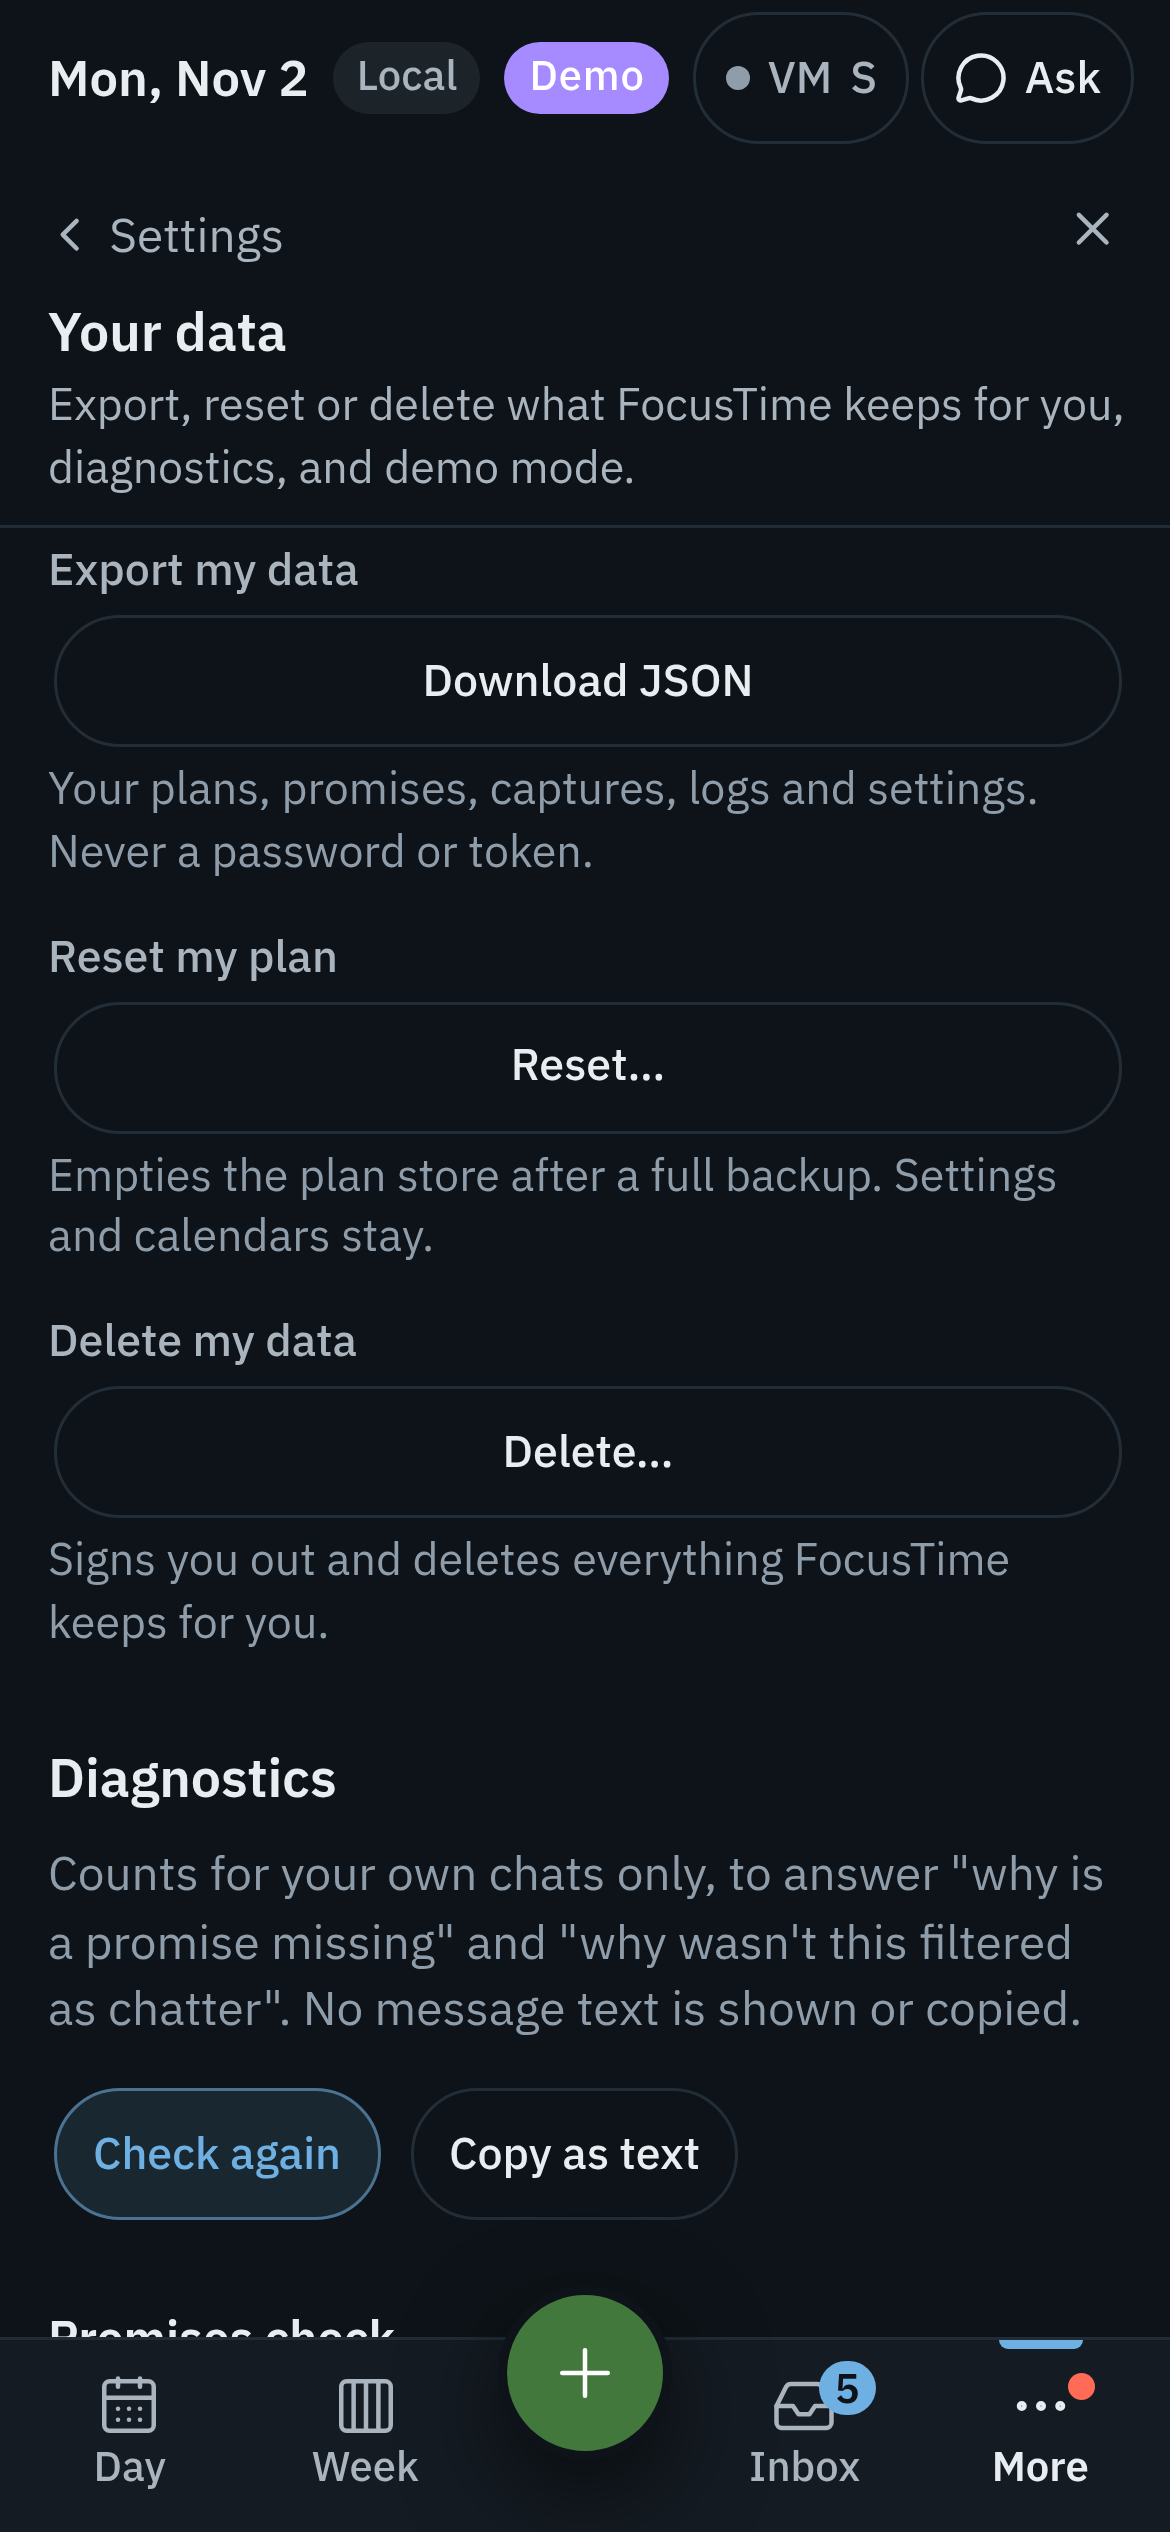 Mon, Nov 2 Local Demo VM S Ask
Settings
Your data
Export, reset or delete what FocusTime keeps for you,
diagnostics, and demo mode.
Export my data
Download JSON
Your plans, promises, captures, logs and settings.
Never a password or token.
Reset my plan
Reset...
Empties the plan store after a full backup. Settings
and calendars stay.
Delete my data
Delete...
Signs you out and deletes everything FocusTime
keeps for you.
Diagnostics
Counts for your own chats only, to answer "why is
a promise missing" and "why wasn't this filtered
as chatter". No message text is shown or copied.
Check again Copy as text
Promises check
5
Day Week Inbox More